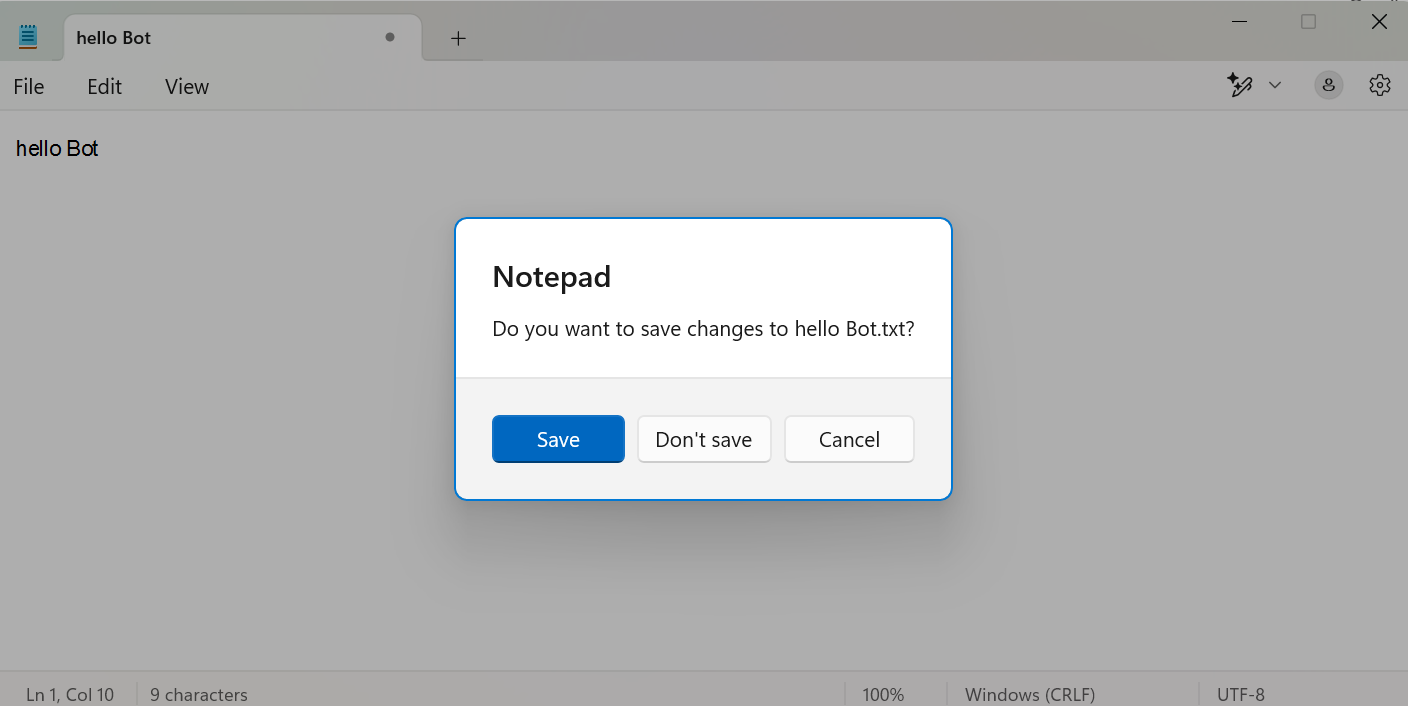 hello Bot
File Edit View
hello Bot
Notepad
Do you want to save changes to hello Bot.txt?
Save Don't save Cancel
Ln 1, Col 10 9 characters 100% Windows (CRLF) UTF-8